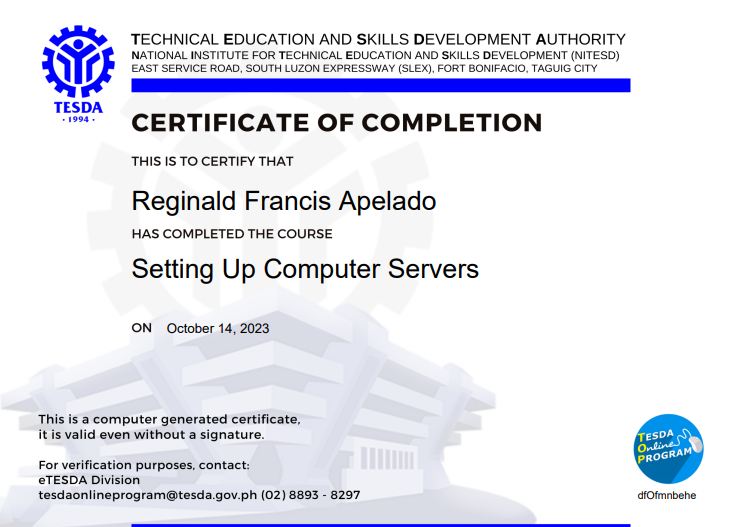 TECHNICAL EDUCATION AND SKILLS DEVELOPMENT AUTHORITY
NATIONAL INSTITUTE FOR TECHNICAL EDUCATION AND SKILLS DEVELOPMENT (NITESD)
EAST SERVICE ROAD, SOUTH LUZON EXPRESSWAY (SLEX), FORT BONIFACIO, TAGUIG CITY
TESDA
· 1994 ·
CERTIFICATE OF COMPLETION
THIS IS TO CERTIFY THAT
Reginald Francis Apelado
HAS COMPLETED THE COURSE
Setting Up Computer Servers
ON October 14, 2023
This is a computer generated certificate,
it is valid even without a signature.
For verification purposes, contact:
eTESDA Division
tesdaonlineprogram@tesda.gov.ph (02) 8893 - 8297
TESDA
Online
PROGRAM
dfOfmnbehe